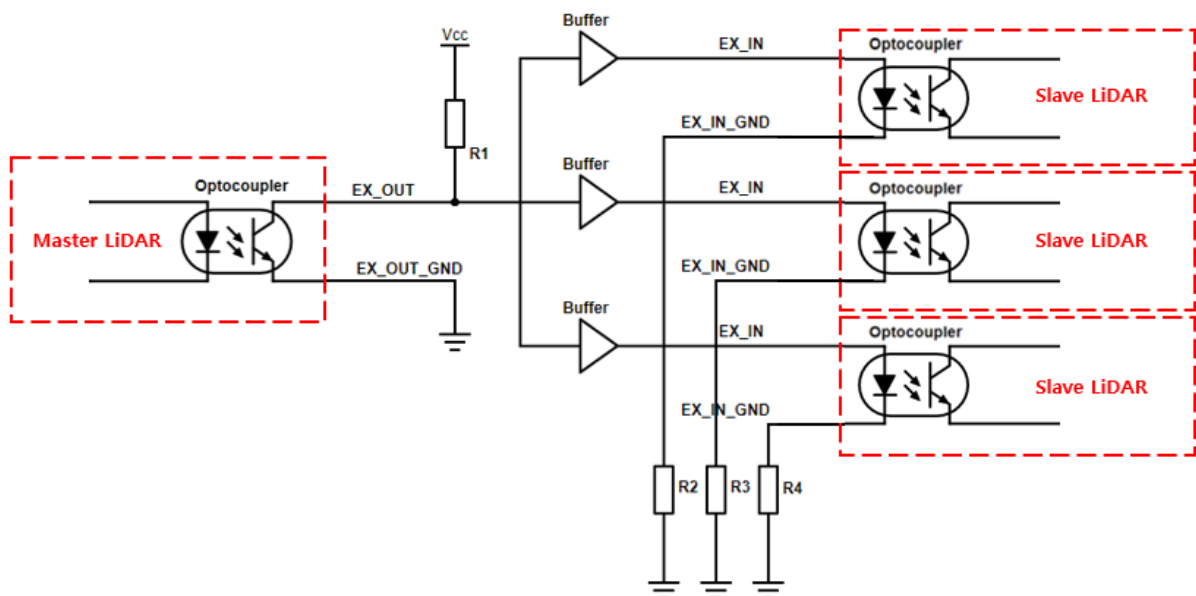 Vcc
R1
Buffer
EX_IN
Optocoupler
Slave LiDAR
EX_IN_GND
Optocoupler
EX_OUT
Master LiDAR
EX_OUT_GND
Buffer
EX_IN
Optocoupler
Slave LiDAR
EX_IN_GND
Buffer
EX_IN
Optocoupler
Slave LiDAR
EX_IN_GND
R2
R3
R4